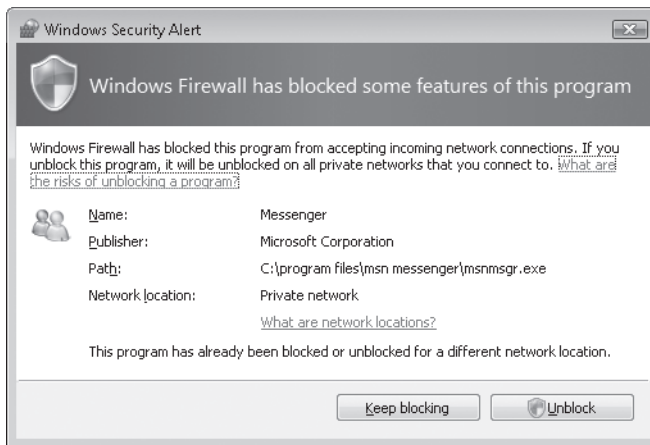 Windows Security Alert
Windows Firewall has blocked some features of this program
Windows Firewall has blocked this program from accepting incoming network connections. If you
unblock this program, it will be unblocked on all private networks that you connect to. What are
the risks of unblocking a program?
Name: Messenger
Publisher: Microsoft Corporation
Path: C:\program files\msn messenger\msnmsgr.exe
Network location: Private network
What are network locations?
This program has already been blocked or unblocked for a different network location.
Keep blocking Unblock